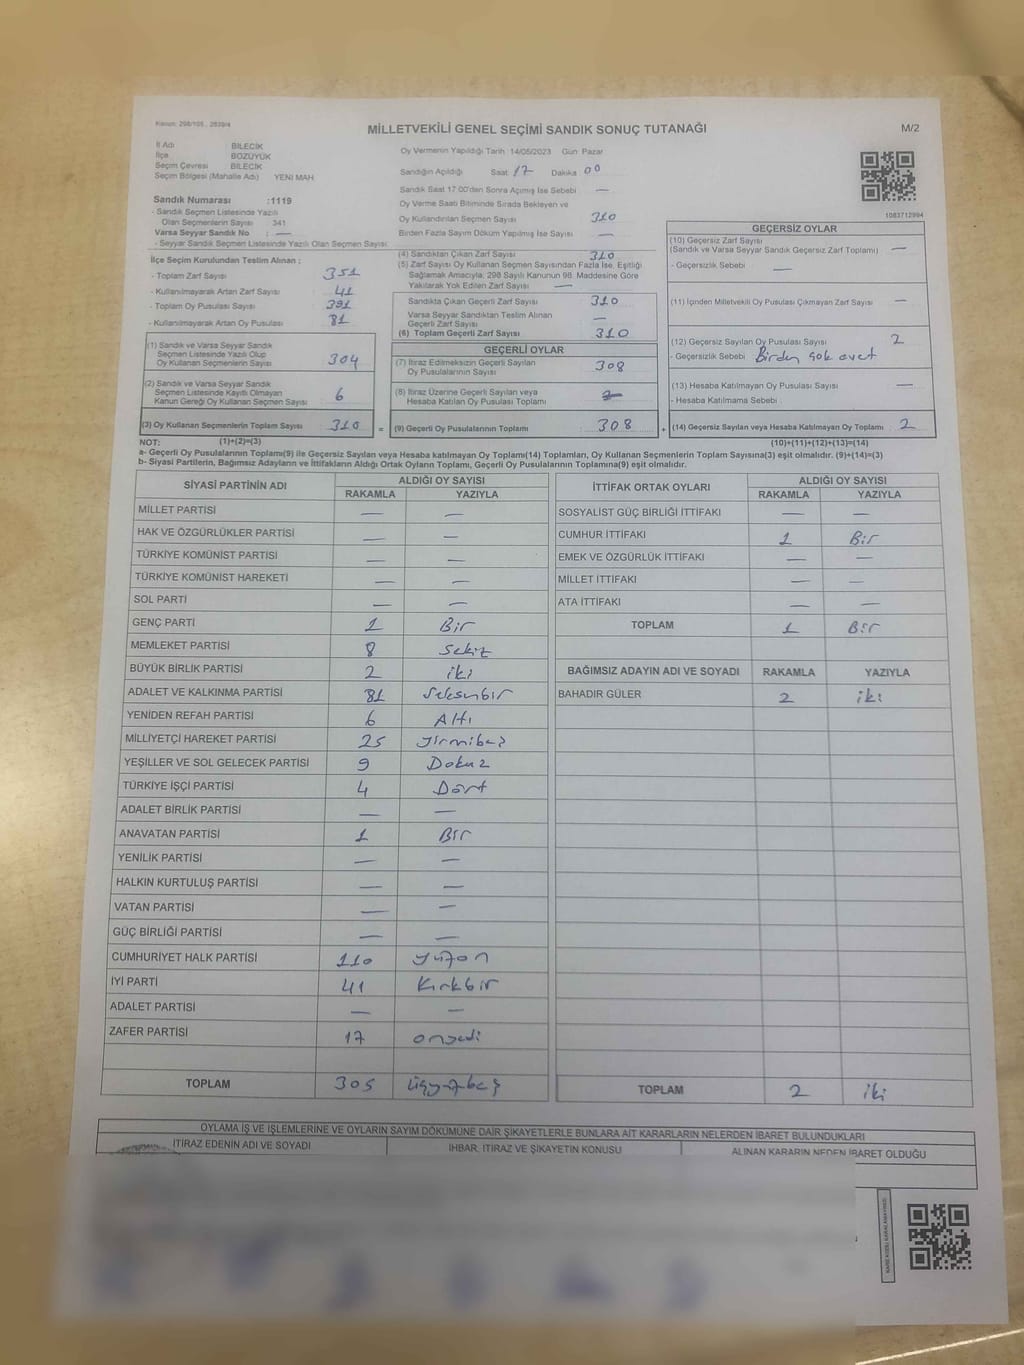 Kanun: 298/105., 2839/4
MİLLETVEKİLİ GENEL SEÇİMİ SANDIK SONUÇ TUTANAĞI
M/2
İl Adı : BİLECİK
İlçe : BOZÜYÜK
Seçim Çevresi : BİLECİK
Seçim Bölgesi (Mahalle Adı) : YENİ MAH
Sandık Numarası :1119
- Sandık Seçmen Listesinde Yazılı
Olan Seçmenlerin Sayısı : 341
Varsa Seyyar Sandık No : —
- Seyyar Sandık Seçmen Listesinde Yazılı Olan Seçmen Sayısı:
Oy Vermenin Yapıldığı Tarih :14/05/2023 Gün: Pazar
Sandığın Açıldığı Saat 17 Dakika 00
Sandık Saat 17:00'den Sonra Açılmış İse Sebebi —
Oy Verme Saati Bitiminde Sırada Bekleyen ve
Oy Kullandırılan Seçmen Sayısı : 310
Birden Fazla Sayım Döküm Yapılmış İse Sayısı : —
1083712994
İlçe Seçim Kurulundan Teslim Alınan ;
- Toplam Zarf Sayısı : 351
- Kullanılmayarak Artan Zarf Sayısı : 41
- Toplam Oy Pusulası Sayısı : 391
- Kullanılmayarak Artan Oy Pusulası : 81
(1) Sandık ve Varsa Seyyar Sandık
Seçmen Listesinde Yazılı Olup
Oy Kullanan Seçmenlerin Sayısı : 304
(2) Sandık ve Varsa Seyyar Sandık
Seçmen Listesinde Kayıtlı Olmayan
Kanun Gereği Oy Kullanan Seçmen Sayısı : 6
(3) Oy Kullanan Seçmenlerin Toplam Sayısı : 310 =
(4) Sandıktan Çıkan Zarf Sayısı : 310
(5) Zarf Sayısı Oy Kullanan Seçmen Sayısından Fazla İse, Eşitliği
Sağlamak Amacıyla, 298 Sayılı Kanunun 98. Maddesine Göre
Yakılarak Yok Edilen Zarf Sayısı : —
Sandıkta Çıkan Geçerli Zarf Sayısı : 310
Varsa Seyyar Sandıktan Teslim Alınan
Geçerli Zarf Sayısı : —
(6) Toplam Geçerli Zarf Sayısı : 310
GEÇERLİ OYLAR
(7) İtiraz Edilmeksizin Geçerli Sayılan
Oy Pusulalarının Sayısı : 308
(8) İtiraz Üzerine Geçerli Sayılan veya
Hesaba Katılan Oy Pusulası Toplamı :
(9) Geçerli Oy Pusulalarının Toplamı : 308 +
GEÇERSİZ OYLAR
(10) Geçersiz Zarf Sayısı
(Sandık ve Varsa Seyyar Sandık Geçersiz Zarf Toplamı) : —
- Geçersizlik Sebebi : —
(11) İçinden Milletvekili Oy Pusulası Çıkmayan Zarf Sayısı : —
(12) Geçersiz Sayılan Oy Pusulası Sayısı : 2
- Geçersizlik Sebebi : Birden çok evet
(13) Hesaba Katılmayan Oy Pusulası Sayısı : —
- Hesaba Katılmama Sebebi :
(14) Geçersiz Sayılan veya Hesaba Katılmayan Oy Toplamı : 2
NOT: (1)+(2)=(3) (10)+(11)+(12)+(13)=(14)
a- Geçerli Oy Pusulalarının Toplamı(9) ile Geçersiz Sayılan veya Hesaba Katılmayan Oy Toplamı(14) Toplamları, Oy Kullanan Seçmenlerin Toplam Sayısına(3) eşit olmalıdır. (9)+(14)=(3)
b- Siyasi Partilerin, Bağımsız Adayların ve İttifakların Aldığı Ortak Oyların Toplamı, Geçerli Oy Pusulalarının Toplamına(9) eşit olmalıdır.
SİYASİ PARTİNİN ADI ALDIĞI OY SAYISI
RAKAMLA YAZIYLA
MİLLET PARTİSİ — —
HAK VE ÖZGÜRLÜKLER PARTİSİ — —
TÜRKİYE KOMÜNİST PARTİSİ — —
TÜRKİYE KOMÜNİST HAREKETİ — —
SOL PARTİ — —
GENÇ PARTİ 1 Bir
MEMLEKET PARTİSİ 8 Sekiz
BÜYÜK BİRLİK PARTİSİ 2 iki
ADALET VE KALKINMA PARTİSİ 81 Seksenbir
YENİDEN REFAH PARTİSİ 6 Altı
MİLLİYETÇİ HAREKET PARTİSİ 25 yirmibeş
YEŞİLLER VE SOL GELECEK PARTİSİ 9 Dokuz
TÜRKİYE İŞÇİ PARTİSİ 4 Dört
ADALET BİRLİK PARTİSİ — —
ANAVATAN PARTİSİ 1 Bir
YENİLİK PARTİSİ — —
HALKIN KURTULUŞ PARTİSİ — —
VATAN PARTİSİ — —
GÜÇ BİRLİĞİ PARTİSİ — —
CUMHURİYET HALK PARTİSİ 110 yüzon
İYİ PARTİ 41 Kırkbir
ADALET PARTİSİ — —
ZAFER PARTİSİ 17 onyedi
TOPLAM 305 üçyüzbeş
İTTİFAK ORTAK OYLARI ALDIĞI OY SAYISI
RAKAMLA YAZIYLA
SOSYALİST GÜÇ BİRLİĞİ İTTİFAKI — —
CUMHUR İTTİFAKI 1 Bir
EMEK VE ÖZGÜRLÜK İTTİFAKI — —
MİLLET İTTİFAKI — —
ATA İTTİFAKI — —
TOPLAM 1 Bir
BAĞIMSIZ ADAYIN ADI VE SOYADI RAKAMLA YAZIYLA
BAHADIR GÜLER 2 iki
TOPLAM 2 iki
OYLAMA İŞ VE İŞLEMLERİNE VE OYLARIN SAYIM DÖKÜMÜNE DAİR ŞİKAYETLERLE BUNLARA AİT KARARLARIN NELERDEN İBARET BULUNDUKLARI
İTİRAZ EDENİN ADI VE SOYADI İHBAR, İTİRAZ VE ŞİKAYETİN KONUSU ALINAN KARARIN NEDEN İBARET OLDUĞU
KARE KODU KARALAMAYINIZ!